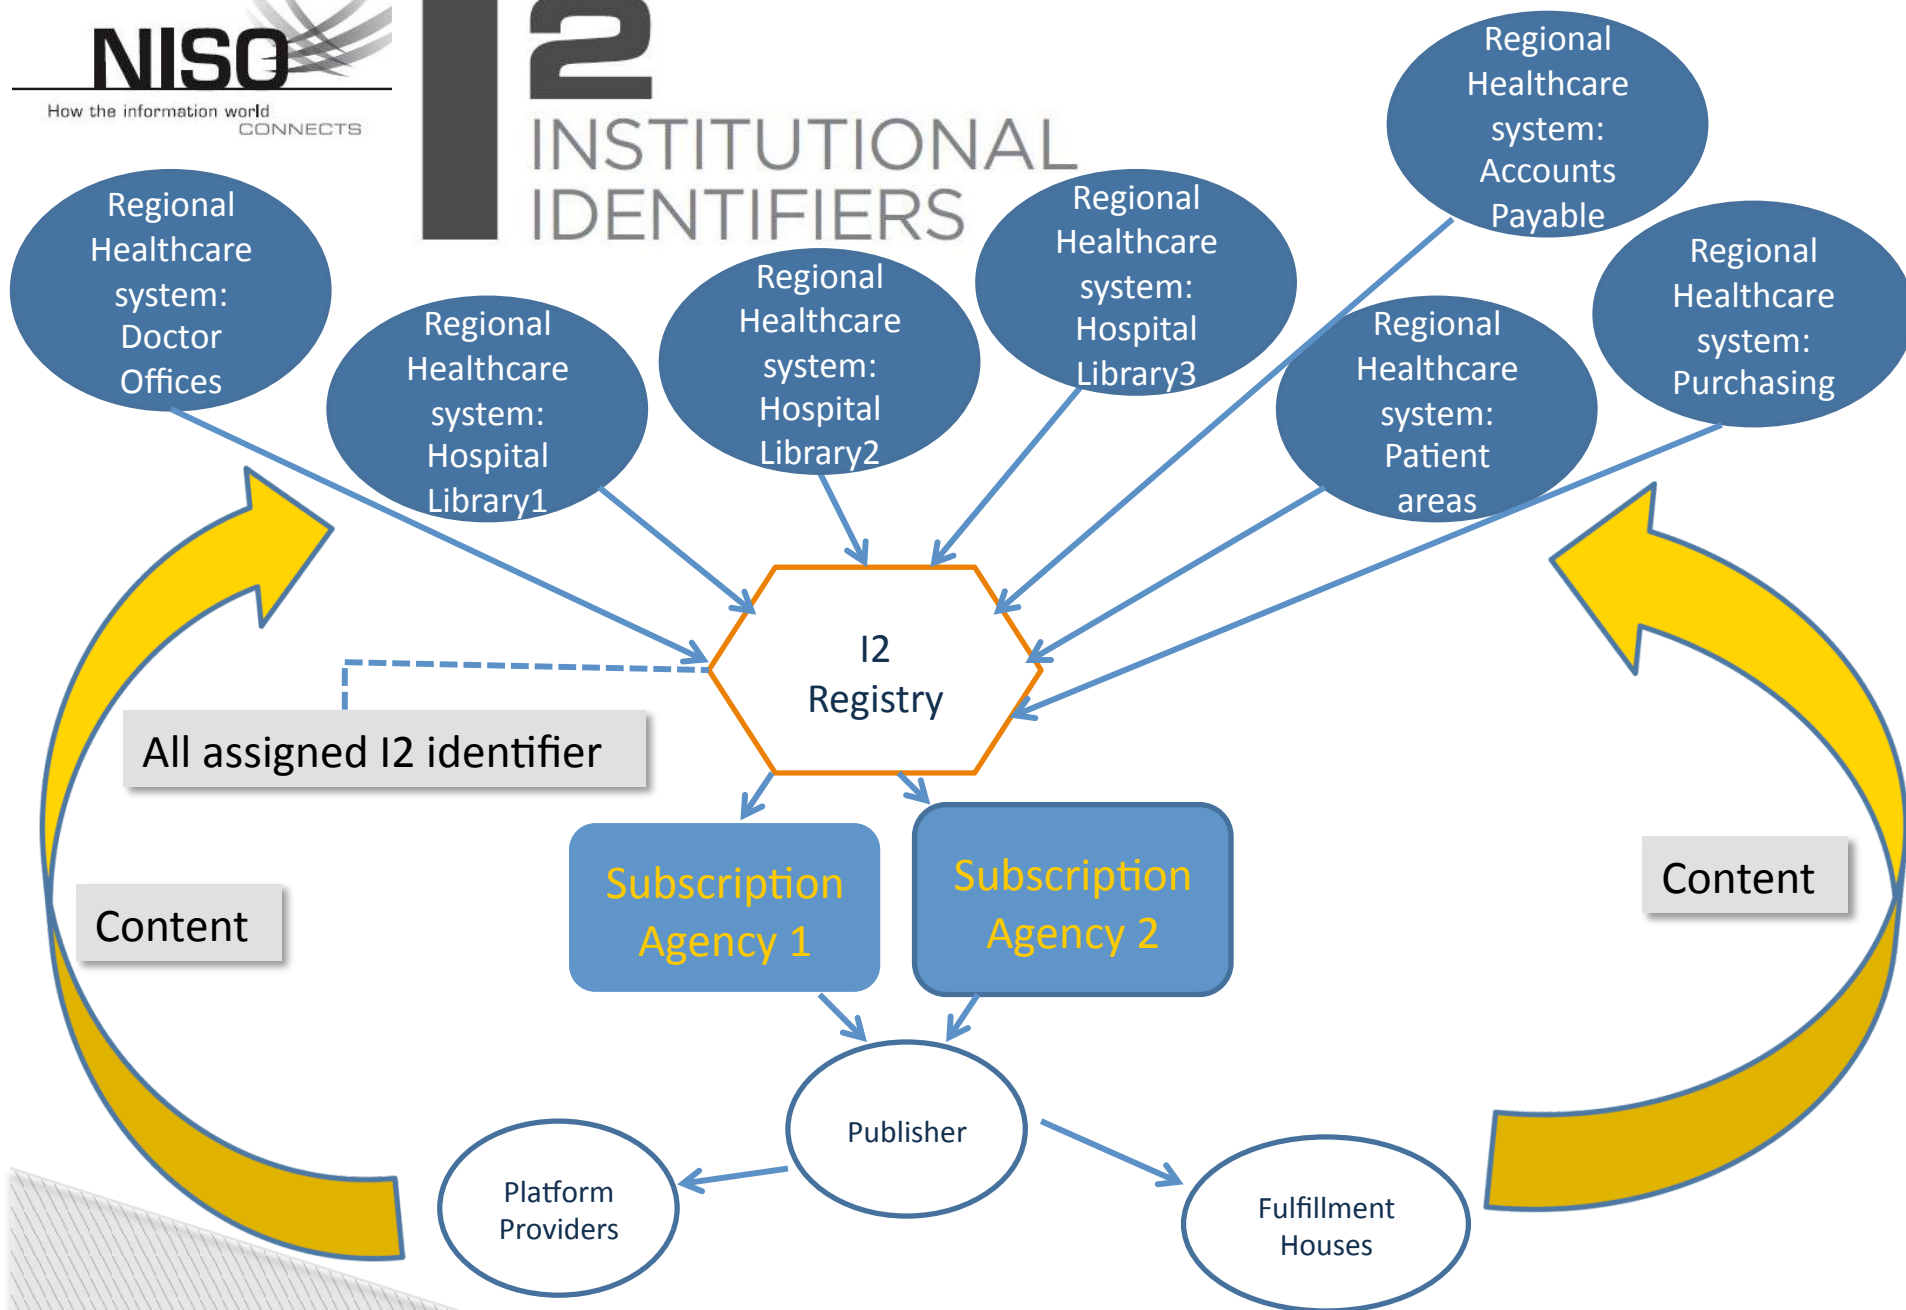 NISO
How the information world
CONNECTS
I2
INSTITUTIONAL
IDENTIFIERS
Regional
Healthcare
system:
Doctor
Offices
Regional
Healthcare
system:
Hospital
Library1
Regional
Healthcare
system:
Hospital
Library2
Regional
Healthcare
system:
Hospital
Library3
Regional
Healthcare
system:
Accounts
Payable
Regional
Healthcare
system:
Patient
areas
Regional
Healthcare
system:
Purchasing
I2
Registry
All assigned I2 identifier
Content
Subscription
Agency 1
Subscription
Agency 2
Content
Publisher
Platform
Providers
Fulfillment
Houses